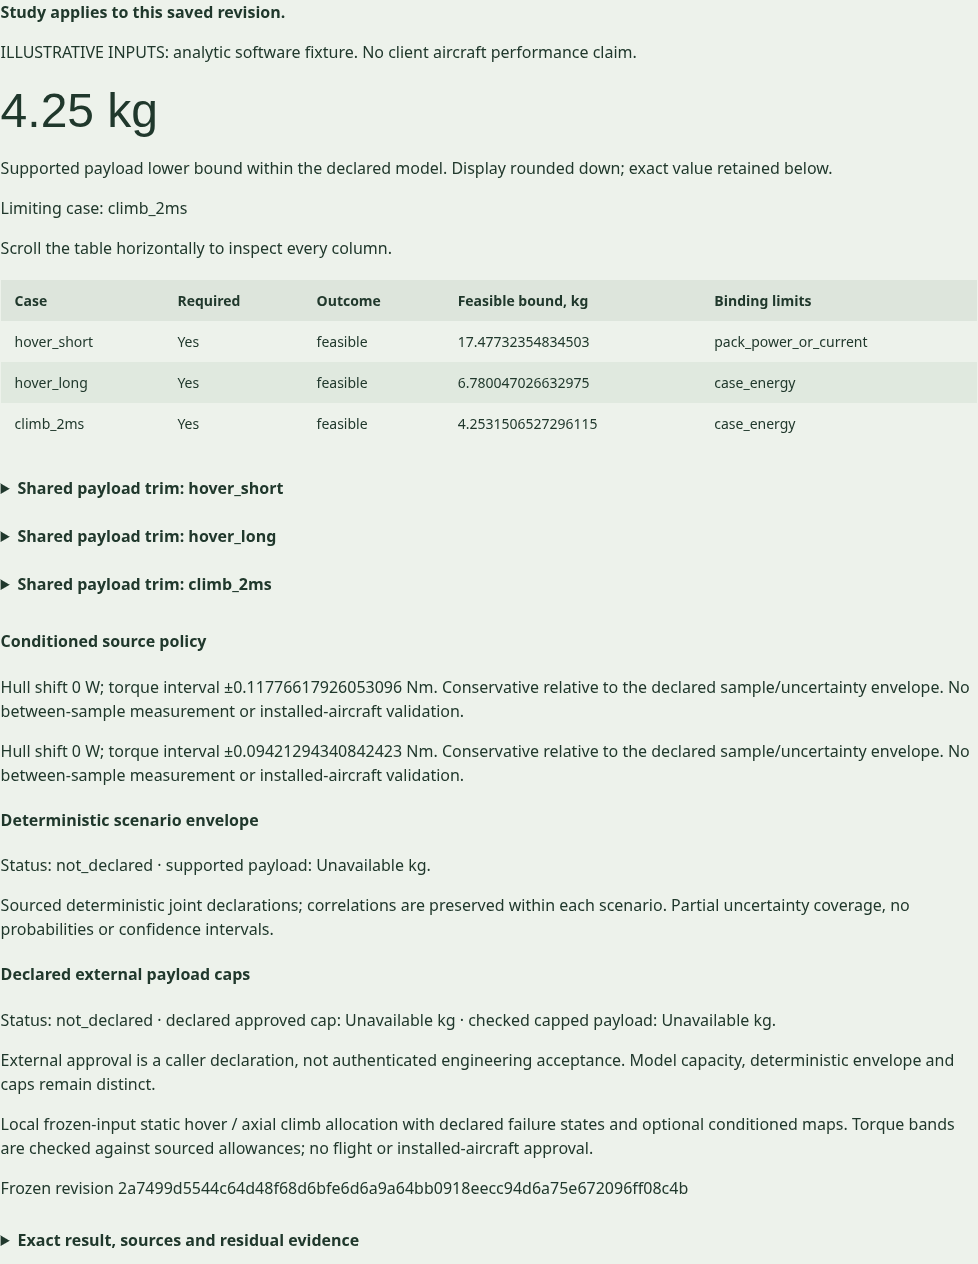 Study applies to this saved revision.
ILLUSTRATIVE INPUTS: analytic software fixture. No client aircraft performance claim.
4.25 kg
Supported payload lower bound within the declared model. Display rounded down; exact value retained below.
Limiting case: climb_2ms
Scroll the table horizontally to inspect every column.
Case Required Outcome Feasible bound, kg Binding limits
hover_short Yes feasible 17.47732354834503 pack_power_or_current
hover_long Yes feasible 6.780047026632975 case_energy
climb_2ms Yes feasible 4.2531506527296115 case_energy
▶ Shared payload trim: hover_short
▶ Shared payload trim: hover_long
▶ Shared payload trim: climb_2ms
Conditioned source policy
Hull shift 0 W; torque interval ±0.11776617926053096 Nm. Conservative relative to the declared sample/uncertainty envelope. No
between-sample measurement or installed-aircraft validation.
Hull shift 0 W; torque interval ±0.09421294340842423 Nm. Conservative relative to the declared sample/uncertainty envelope. No
between-sample measurement or installed-aircraft validation.
Deterministic scenario envelope
Status: not_declared · supported payload: Unavailable kg.
Sourced deterministic joint declarations; correlations are preserved within each scenario. Partial uncertainty coverage, no
probabilities or confidence intervals.
Declared external payload caps
Status: not_declared · declared approved cap: Unavailable kg · checked capped payload: Unavailable kg.
External approval is a caller declaration, not authenticated engineering acceptance. Model capacity, deterministic envelope and
caps remain distinct.
Local frozen-input static hover / axial climb allocation with declared failure states and optional conditioned maps. Torque bands
are checked against sourced allowances; no flight or installed-aircraft approval.
Frozen revision 2a7499d5544c64d48f68d6bfe6d6a9a64bb0918eecc94d6a75e672096ff08c4b
▶ Exact result, sources and residual evidence